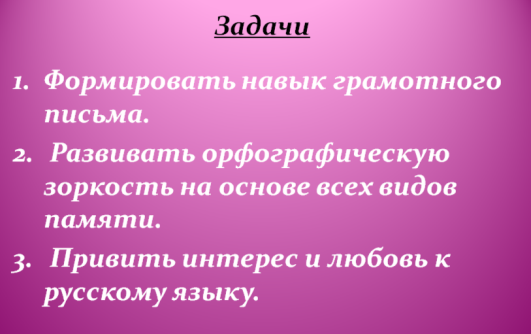 Задачи
1. Формировать навык грамотного
письма.
2. Развивать орфографическую
зоркость на основе всех видов
памяти.
3. Привить интерес и любовь к
русскому языку.